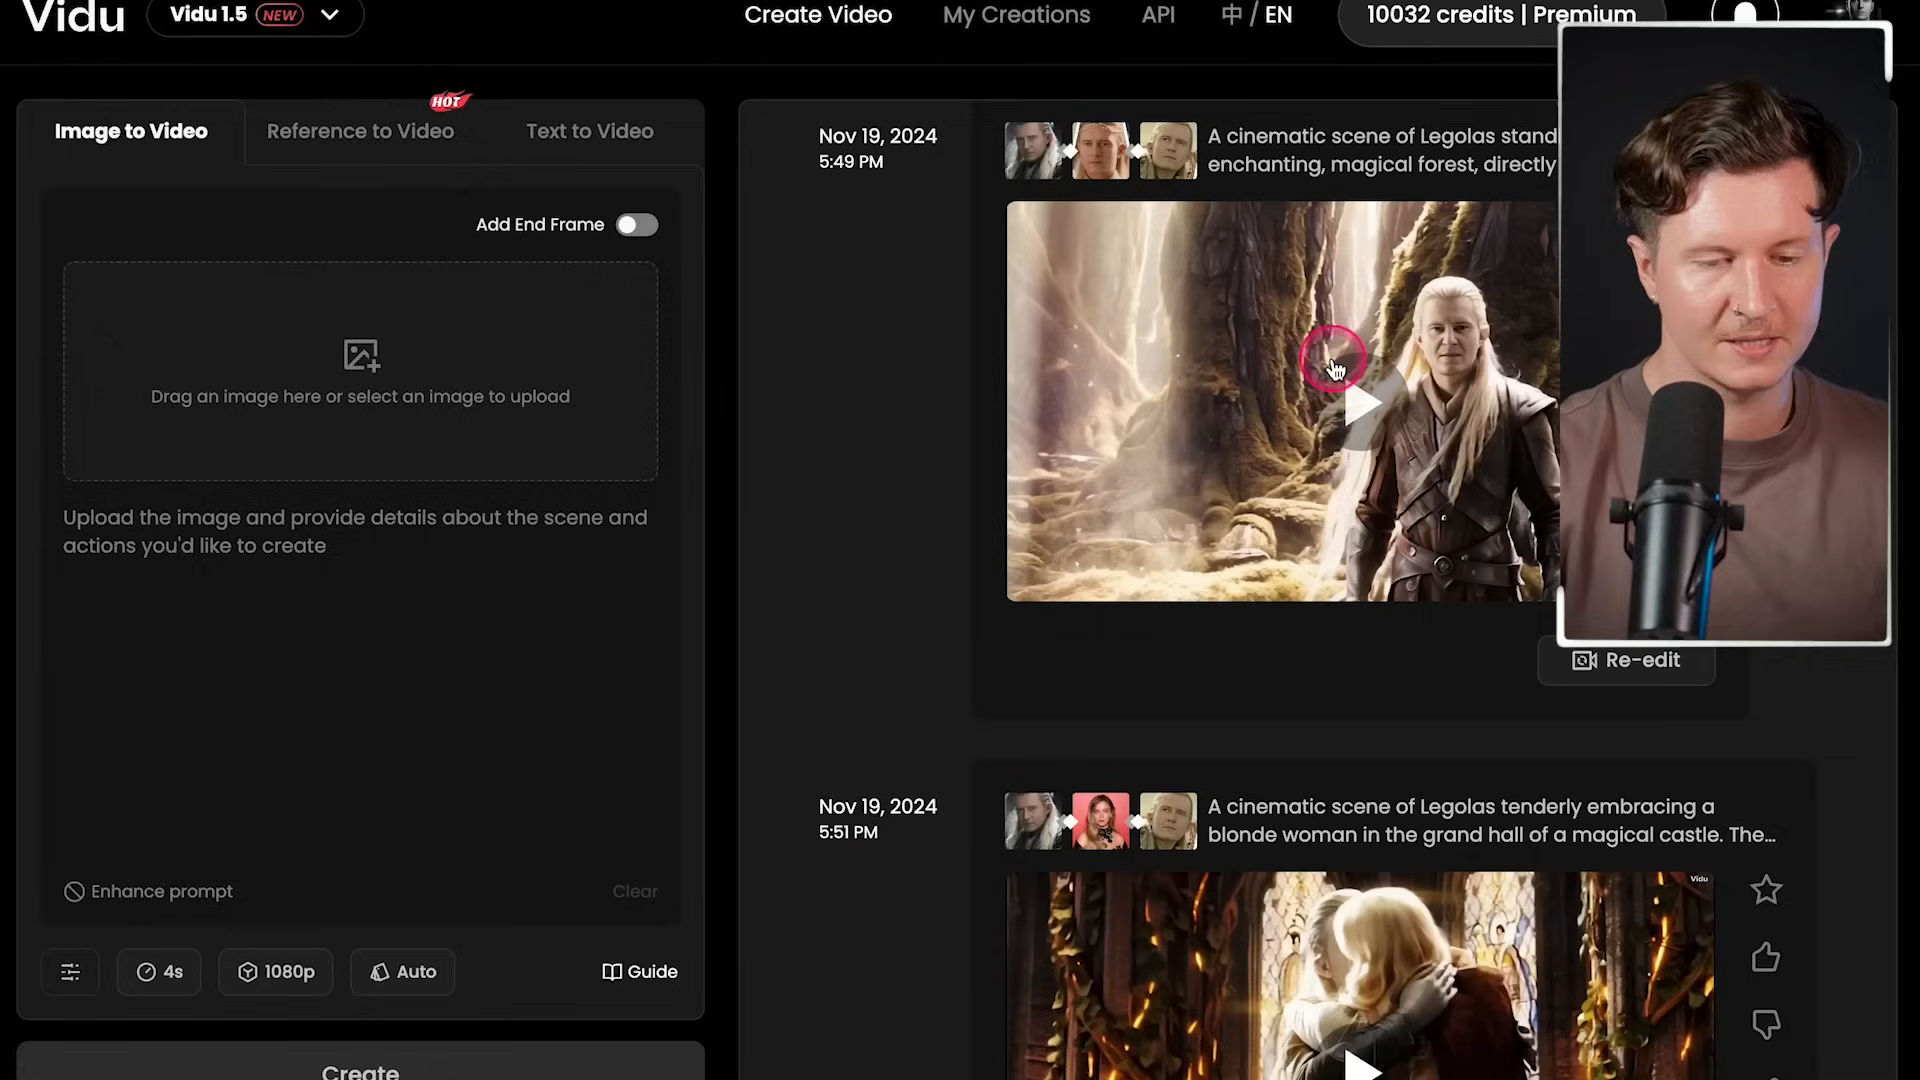 Vidu
Vidu 1.5 NEW
Create Video
My Creations
API
中 / EN
10032 credits | Premium
HOT
Image to Video
Reference to Video
Text to Video
Add End Frame
Drag an image here or select an image to upload
Upload the image and provide details about the scene and
actions you'd like to create
Enhance prompt
Clear
4s
1080p
Auto
Guide
Create
Nov 19, 2024
5:49 PM
A cinematic scene of Legolas stand
enchanting, magical forest, directly
Re-edit
Nov 19, 2024
5:51 PM
A cinematic scene of Legolas tenderly embracing a
blonde woman in the grand hall of a magical castle. The...
Vidu